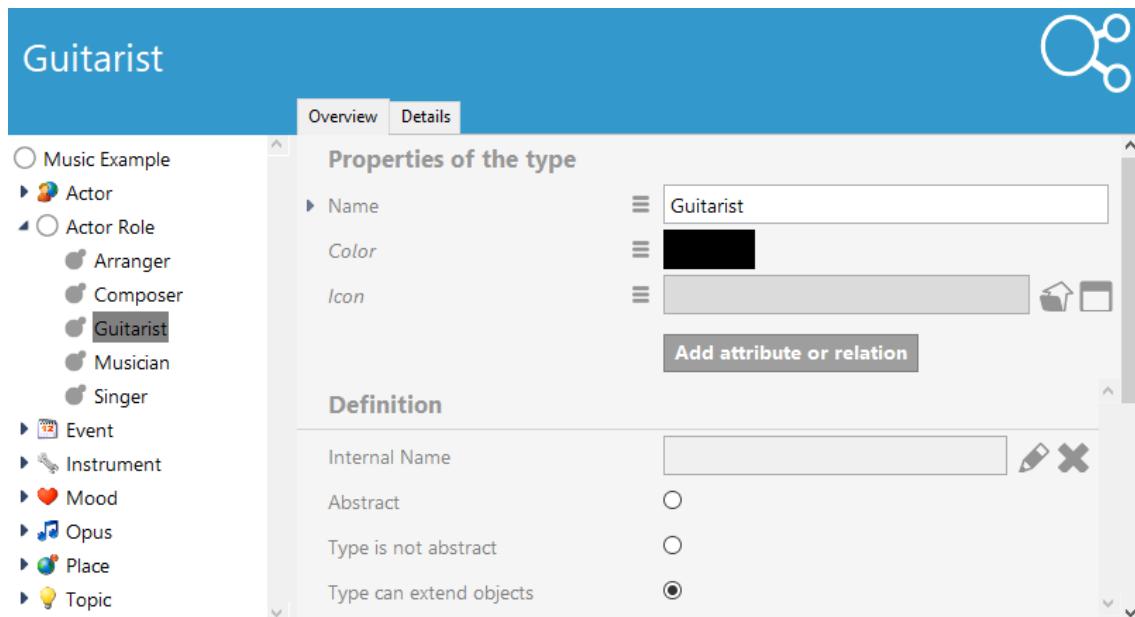 Guitarist
Overview
Details
Music Example
Actor
Actor Role
Arranger
Composer
Guitarist
Musician
Singer
Event
Instrument
Mood
Opus
Place
Topic
Properties of the type
Name
Guitarist
Color
Icon
Add attribute or relation
Definition
Internal Name
Abstract
Type is not abstract
Type can extend objects